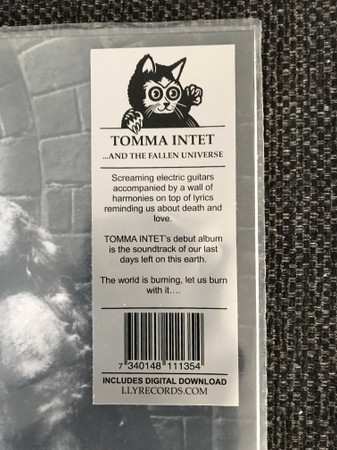 TOMMA INTET
...AND THE FALLEN UNIVERSE
Screaming electric guitars
accompanied by a wall of
harmonies on top of lyrics
reminding us about death and
love.
TOMMA INTET's debut album
is the soundtrack of our last
days left on this earth.
The world is burning, let us burn
with it....
7 340148 111354
INCLUDES DIGITAL DOWNLOAD
LLYRECORDS.COM